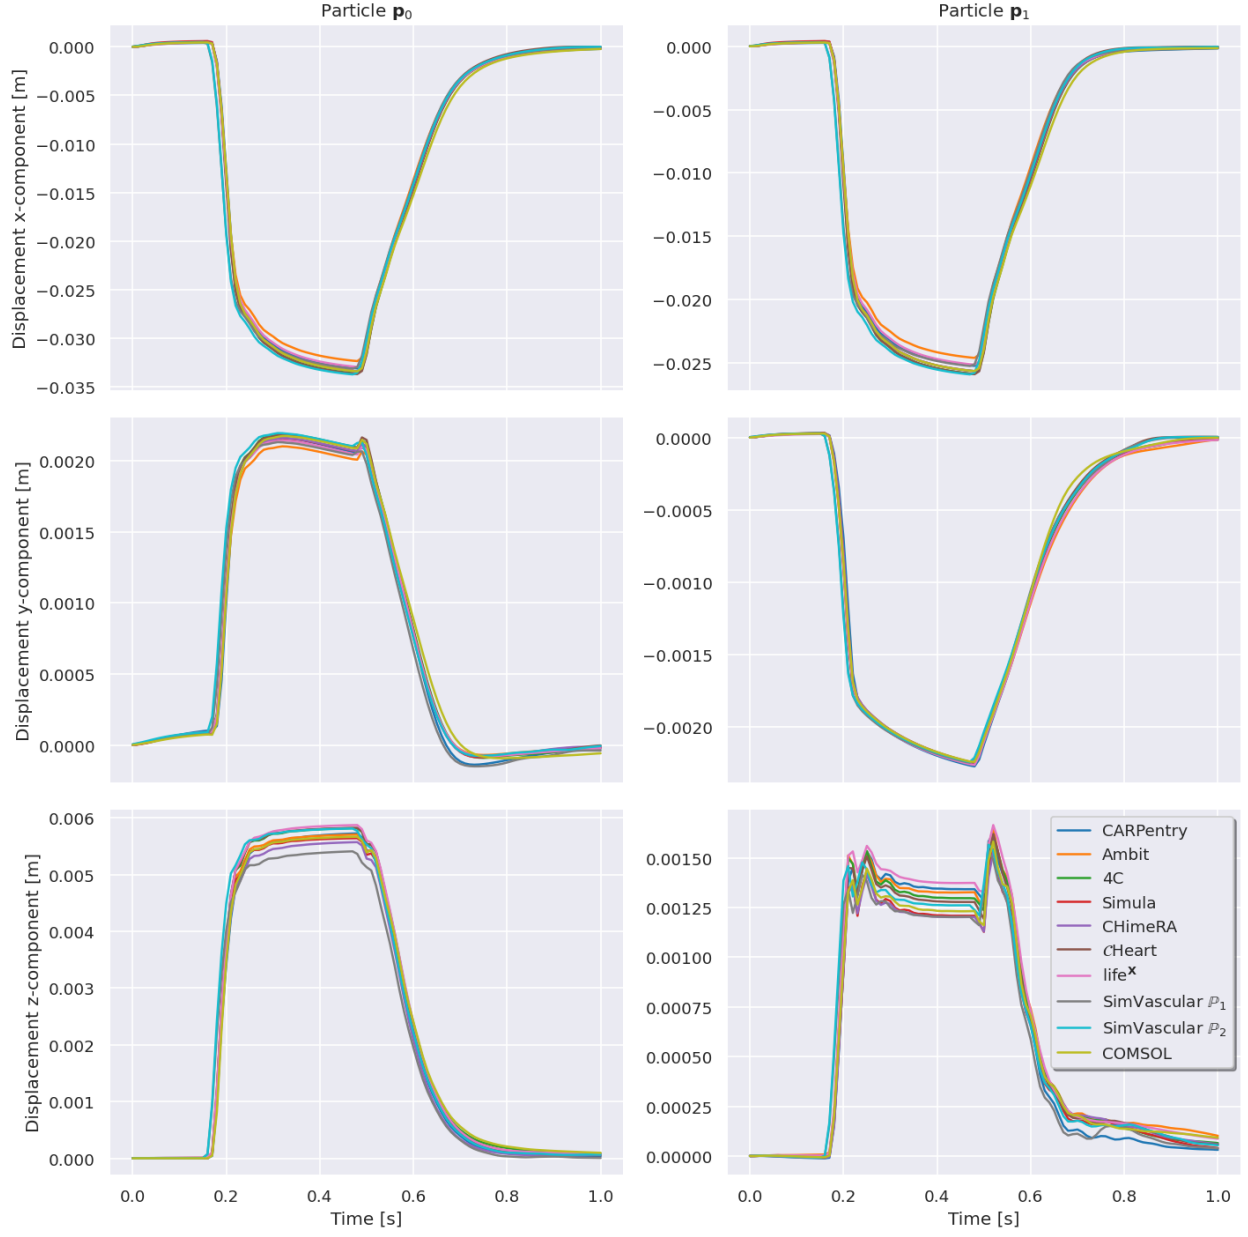 Particle p₀
Particle p₁
Displacement x-component [m]
0.000
−0.005
−0.010
−0.015
−0.020
−0.025
−0.030
−0.035
0.000
−0.005
−0.010
−0.015
−0.020
−0.025
Displacement y-component [m]
0.0020
0.0015
0.0010
0.0005
0.0000
0.0000
−0.0005
−0.0010
−0.0015
−0.0020
Displacement z-component [m]
0.006
0.005
0.004
0.003
0.002
0.001
0.000
0.00150
0.00125
0.00100
0.00075
0.00050
0.00025
0.00000
CARPentry
Ambit
4C
Simula
CHimeRA
𝒞Heart
lifeˣ
SimVascular ℙ₁
SimVascular ℙ₂
COMSOL
0.0 0.2 0.4 0.6 0.8 1.0
0.0 0.2 0.4 0.6 0.8 1.0
Time [s]
Time [s]